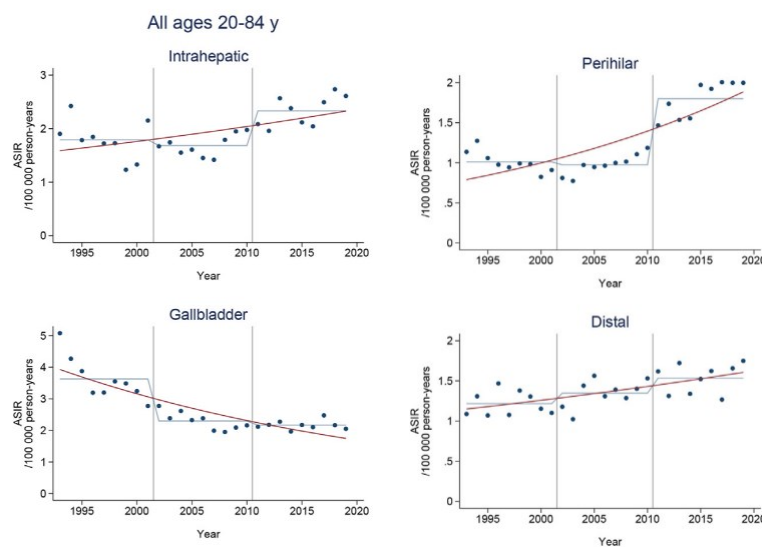 All ages 20-84 y
Intrahepatic
3
2
1
0
ASIR
/100 000 person-years
1995 2000 2005 2010 2015 2020
Year
Perihilar
2
1.5
1
.5
0
ASIR
/100 000 person-years
1995 2000 2005 2010 2015 2020
Year
Gallbladder
5
4
3
2
1
0
ASIR
/100 000 person-years
1995 2000 2005 2010 2015 2020
Year
Distal
2
1.5
1
.5
0
ASIR
/100 000 person-years
1995 2000 2005 2010 2015 2020
Year